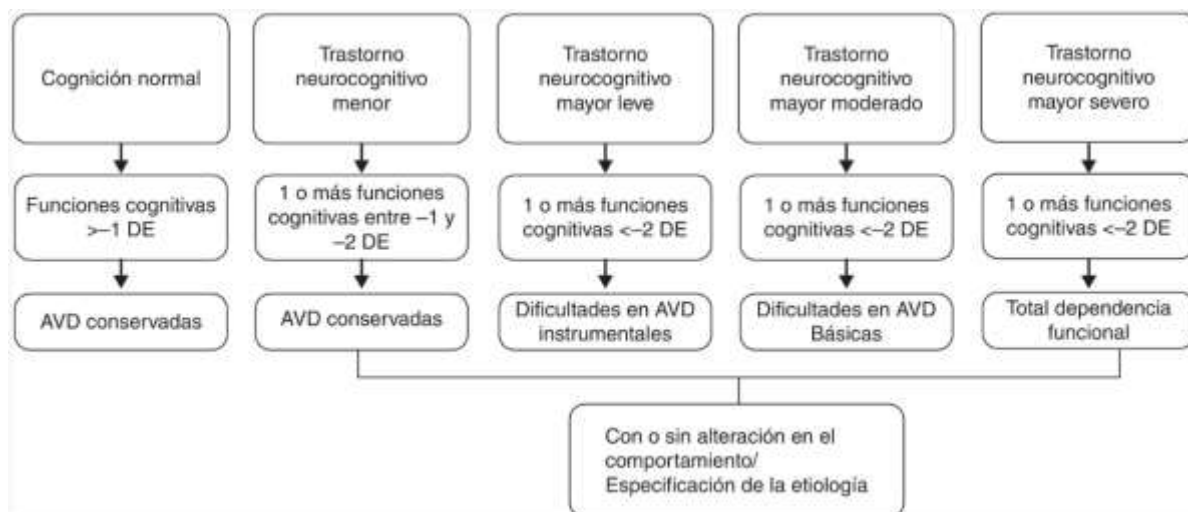 Cognición normal
Trastorno
neurocognitivo
menor
Trastorno
neurocognitivo
mayor leve
Trastorno
neurocognitivo
mayor moderado
Trastorno
neurocognitivo
mayor severo
Funciones cognitivas
>–1 DE
1 o más funciones
cognitivas entre –1 y
–2 DE
1 o más funciones
cognitivas <–2 DE
1 o más funciones
cognitivas <–2 DE
1 o más funciones
cognitivas <–2 DE
AVD conservadas
AVD conservadas
Dificultades en AVD
instrumentales
Dificultades en AVD
Básicas
Total dependencia
funcional
Con o sin alteración en el
comportamiento/
Especificación de la etiología